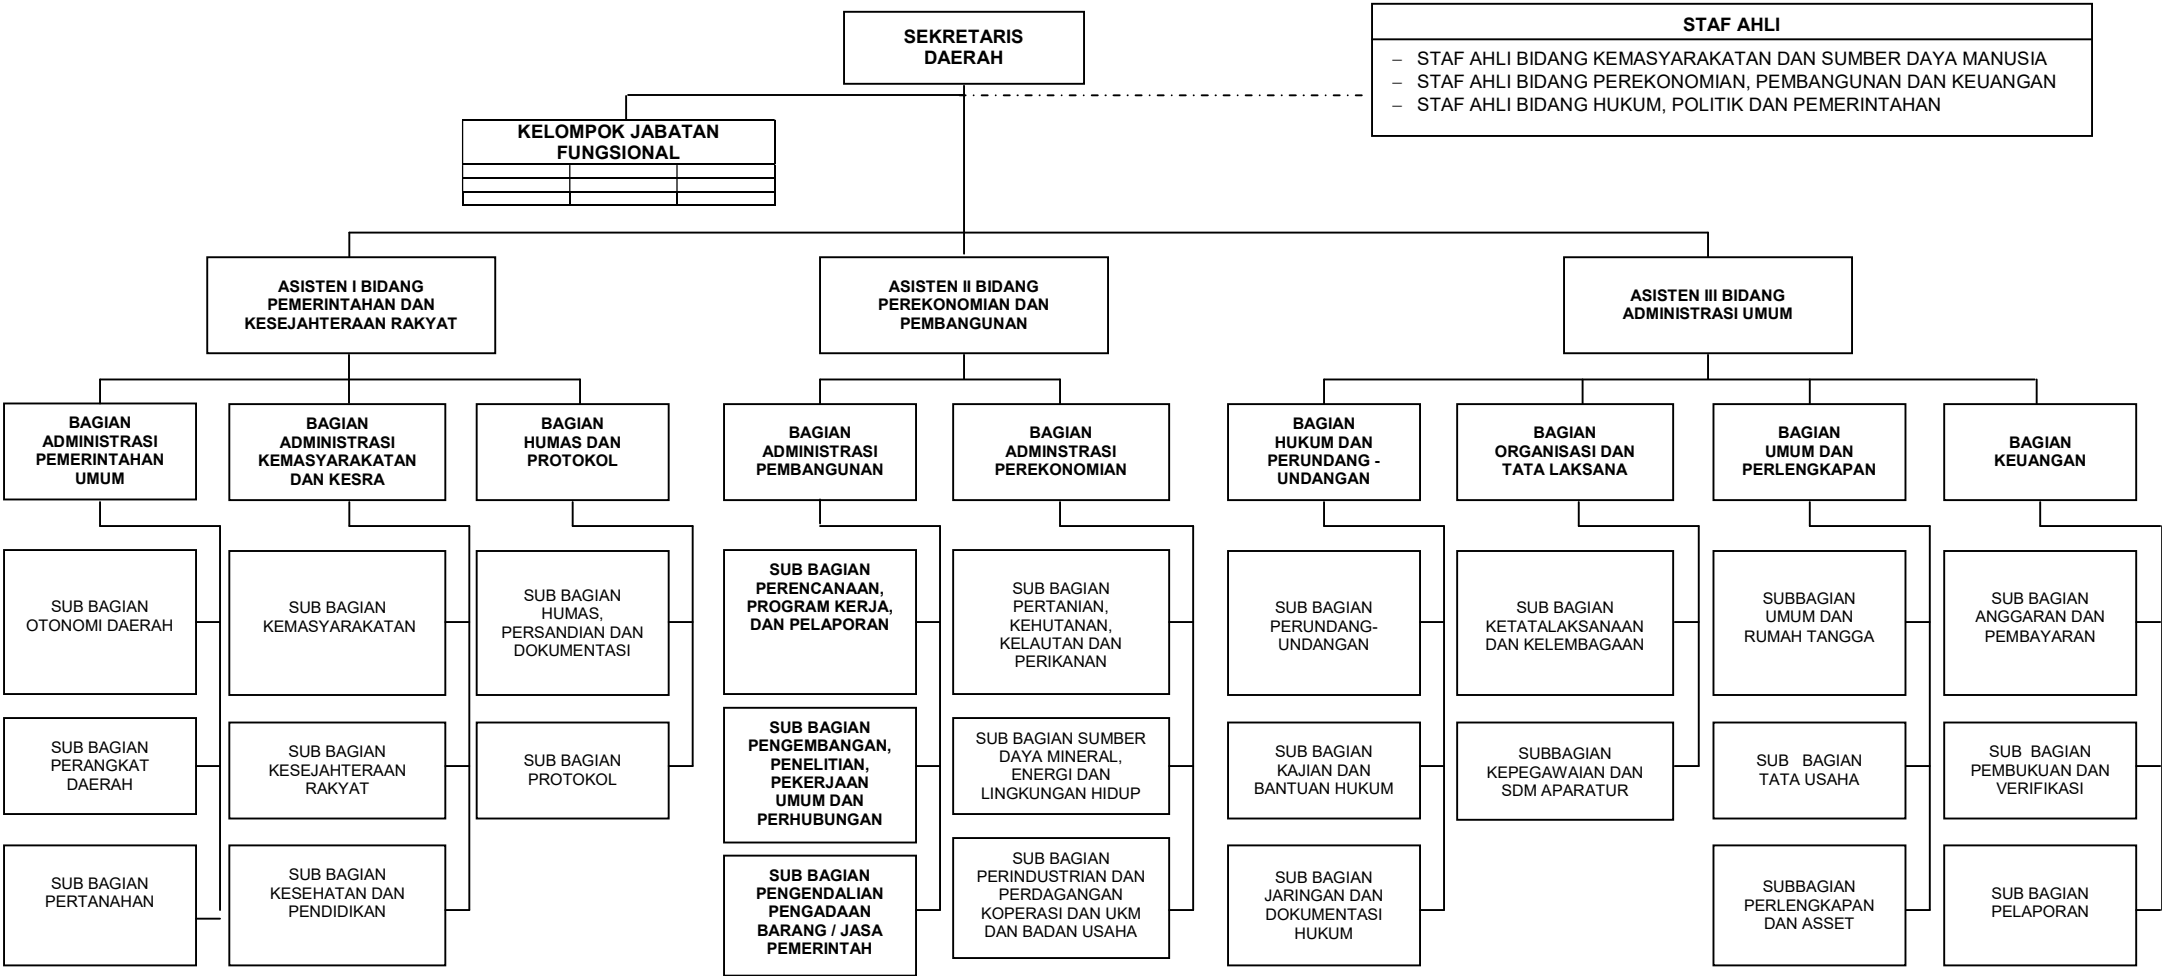 SEKRETARIS
DAERAH
STAF AHLI
– STAF AHLI BIDANG KEMASYARAKATAN DAN SUMBER DAYA MANUSIA
– STAF AHLI BIDANG PEREKONOMIAN, PEMBANGUNAN DAN KEUANGAN
– STAF AHLI BIDANG HUKUM, POLITIK DAN PEMERINTAHAN
KELOMPOK JABATAN
FUNGSIONAL
ASISTEN I BIDANG
PEMERINTAHAN DAN
KESEJAHTERAAN RAKYAT
ASISTEN II BIDANG
PEREKONOMIAN DAN
PEMBANGUNAN
ASISTEN III BIDANG
ADMINISTRASI UMUM
BAGIAN
ADMINISTRASI
PEMERINTAHAN
UMUM
BAGIAN
ADMINISTRASI
KEMASYARAKATAN
DAN KESRA
BAGIAN
HUMAS DAN
PROTOKOL
BAGIAN
ADMINSTRASI
PEMBANGUNAN
BAGIAN
ADMINSTRASI
PEREKONOMIAN
BAGIAN
HUKUM DAN
PERUNDANG -
UNDANGAN
BAGIAN
ORGANISASI DAN
TATA LAKSANA
BAGIAN
UMUM DAN
PERLENGKAPAN
BAGIAN
KEUANGAN
SUB BAGIAN
OTONOMI DAERAH
SUB BAGIAN
KEMASYARAKATAN
SUB BAGIAN
HUMAS,
PERSANDIAN DAN
DOKUMENTASI
SUB BAGIAN
PERENCANAAN,
PROGRAM KERJA,
DAN PELAPORAN
SUB BAGIAN
PERTANIAN,
KEHUTANAN,
KELAUTAN DAN
PERIKANAN
SUB BAGIAN
PERUNDANG-
UNDANGAN
SUB BAGIAN
KETATALAKSANAAN
DAN KELEMBAGAAN
SUBBAGIAN
UMUM DAN
RUMAH TANGGA
SUB BAGIAN
ANGGARAN DAN
PEMBAYARAN
SUB BAGIAN
PERANGKAT
DAERAH
SUB BAGIAN
KESEJAHTERAAN
RAKYAT
SUB BAGIAN
PROTOKOL
SUB BAGIAN
PENGEMBANGAN,
PENELITIAN,
PEKERJAAN
UMUM DAN
PERHUBUNGAN
SUB BAGIAN SUMBER
DAYA MINERAL,
ENERGI DAN
LINGKUNGAN HIDUP
SUB BAGIAN
KAJIAN DAN
BANTUAN HUKUM
SUBBAGIAN
KEPEGAWAIAN DAN
SDM APARATUR
SUB BAGIAN
TATA USAHA
SUB BAGIAN
PEMBUKUAN DAN
VERIFIKASI
SUB BAGIAN
PERTANAHAN
SUB BAGIAN
KESEHATAN DAN
PENDIDIKAN
SUB BAGIAN
PENGENDALIAN
PENGADAAN
BARANG / JASA
PEMERINTAH
SUB BAGIAN
PERINDUSTRIAN DAN
PERDAGANGAN
KOPERASI DAN UKM
DAN BADAN USAHA
SUB BAGIAN
JARINGAN DAN
DOKUMENTASI
HUKUM
SUBBAGIAN
PERLENGKAPAN
DAN ASSET
SUB BAGIAN
PELAPORAN